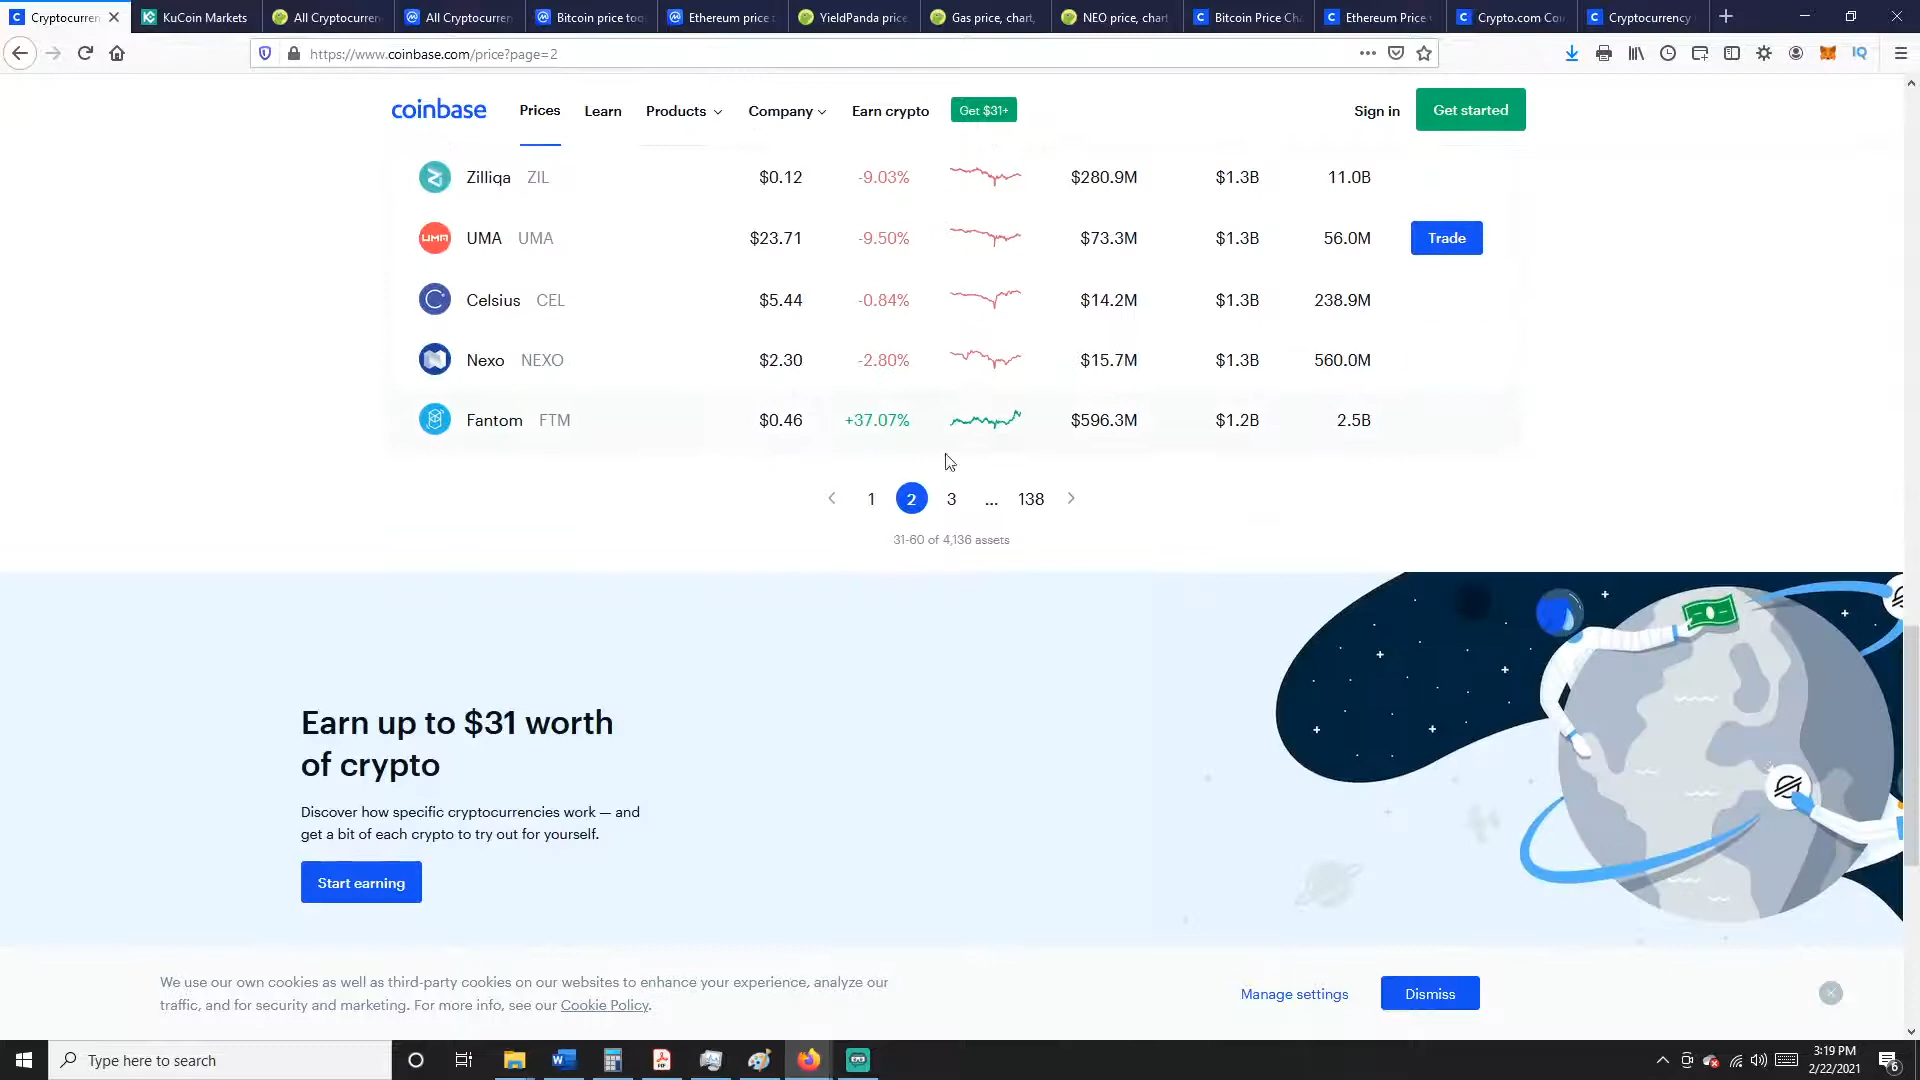 Cryptocurren
KuCoin Markets
All Cryptocurren
All Cryptocurren
Bitcoin price tod
Ethereum price t
YieldPanda price
Gas price, chart,
NEO price, chart
Bitcoin Price Cha
Ethereum Price
Crypto.com Coi
Cryptocurrency
https://www.coinbase.com/price?page=2
coinbase Prices Learn Products Company Earn crypto Get $31+ Sign in Get started
Zilliqa ZIL $0.12 -9.03% $280.9M $1.3B 11.0B
UMA UMA UMA $23.71 -9.50% $73.3M $1.3B 56.0M Trade
Celsius CEL $5.44 -0.84% $14.2M $1.3B 238.9M
Nexo NEXO $2.30 -2.80% $15.7M $1.3B 560.0M
Fantom FTM $0.46 +37.07% $596.3M $1.2B 2.5B
1 2 3 ... 138
31-60 of 4,136 assets
Earn up to $31 worth
of crypto
Discover how specific cryptocurrencies work — and
get a bit of each crypto to try out for yourself.
Start earning
We use our own cookies as well as third-party cookies on our websites to enhance your experience, analyze our
traffic, and for security and marketing. For more info, see our Cookie Policy.
Manage settings Dismiss
Type here to search
3:19 PM
2/22/2021
6